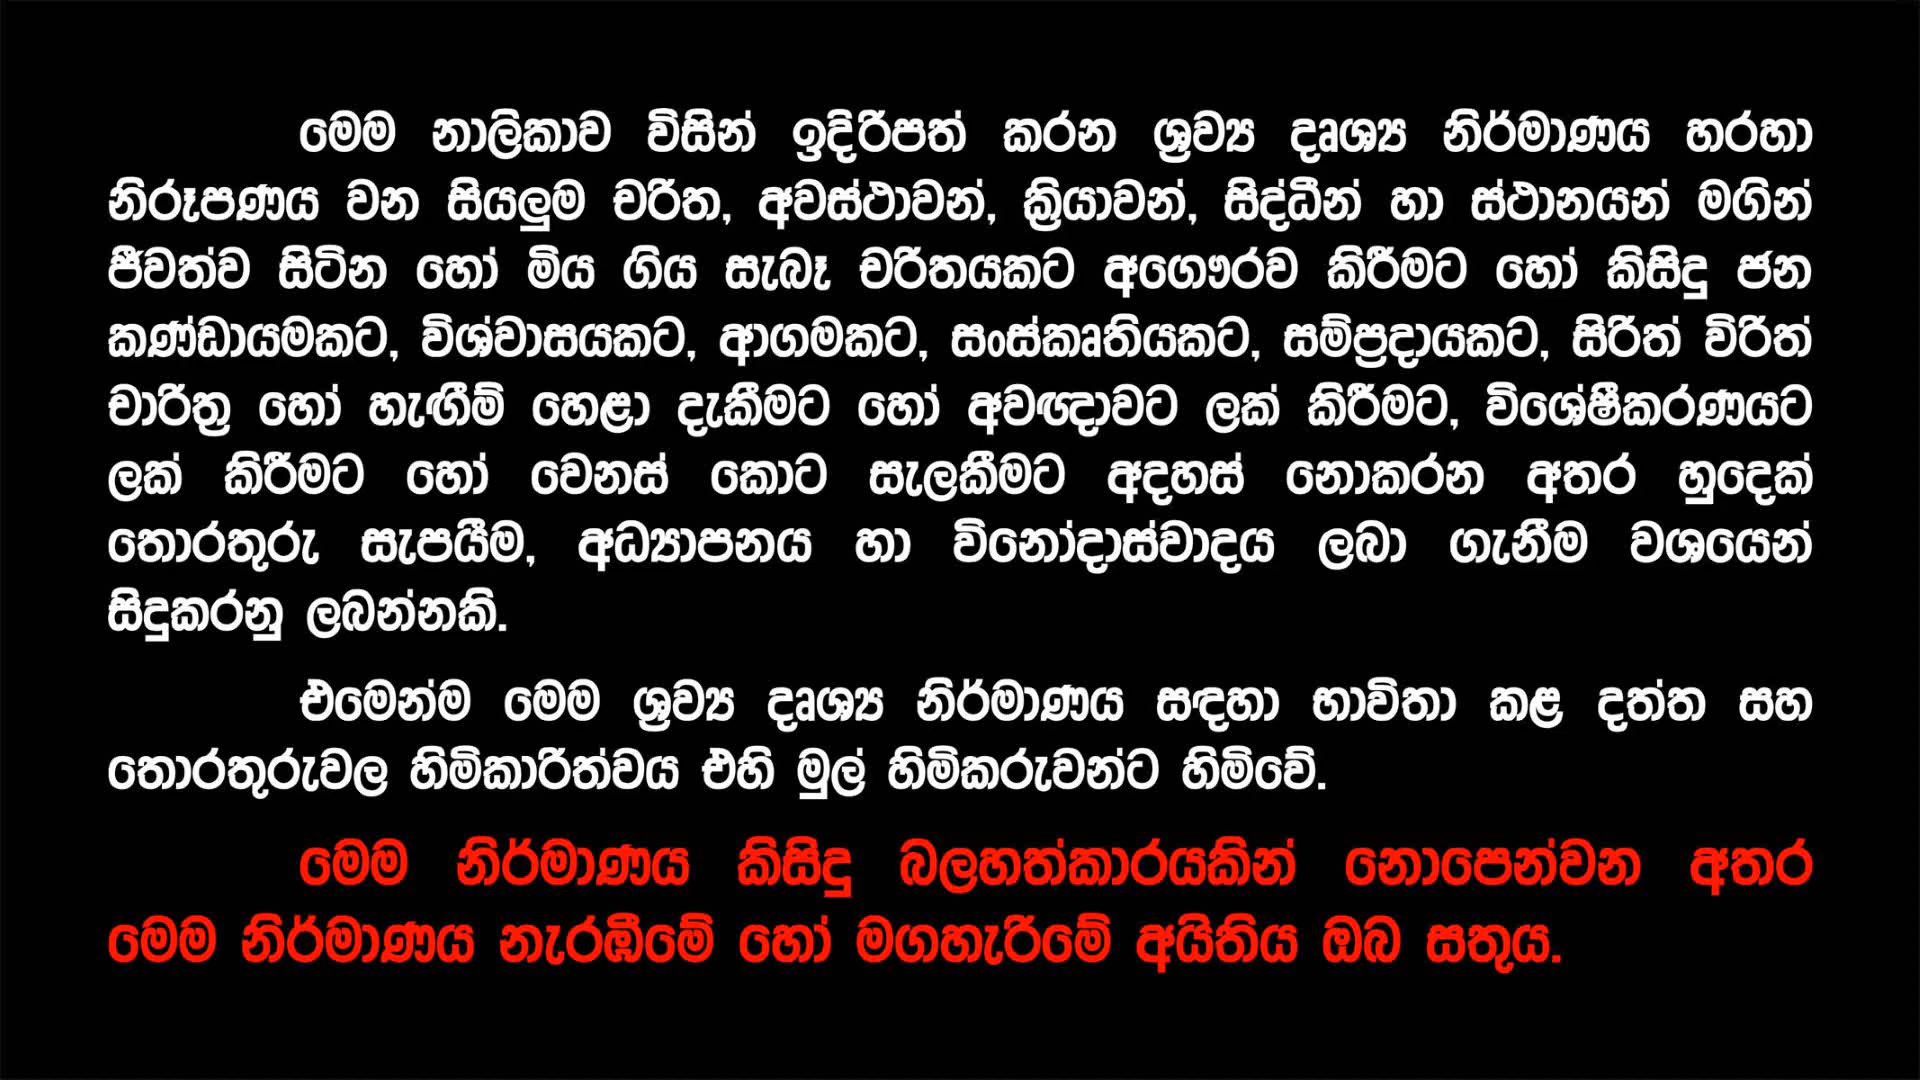 මෙම නාලිකාව විසින් ඉදිරිපත් කරන ශ්‍රව්‍ය දෘශ්‍ය නිර්මාණය හරහා
නිරූපණය වන සියලුම චරිත, අවස්ථාවන්, ක්‍රියාවන්, සිද්ධීන් හා ස්ථානයන් මගින්
ජීවත්ව සිටින හෝ මිය ගිය සැබෑ චරිතයකට අගෞරව කිරීමට හෝ කිසිදු ජන
කණ්ඩායමකට, විශ්වාසයකට, ආගමකට, සංස්කෘතියකට, සම්ප්‍රදායකට, සිරිත් විරිත්
චාරිත්‍ර හෝ හැඟීම් හෙළා දැකීමට හෝ අවඥාවට ලක් කිරීමට, විශේෂීකරණයට
ලක් කිරීමට හෝ වෙනස් කොට සැලකීමට අදහස් නොකරන අතර හුදෙක්
තොරතුරු සැපයීම, අධ්‍යාපනය හා විනෝදාස්වාදය ලබා ගැනීම වශයෙන්
සිදුකරනු ලබන්නකි.
එමෙන්ම මෙම ශ්‍රව්‍ය දෘශ්‍ය නිර්මාණය සඳහා භාවිතා කළ දත්ත සහ
තොරතුරුවල හිමිකාරිත්වය එහි මුල් හිමිකරුවන්ට හිමිවේ.
මෙම නිර්මාණය කිසිදු බලහත්කාරයකින් නොපෙන්වන අතර
මෙම නිර්මාණය නැරඹීමේ හෝ මගහැරිමේ අයිතිය ඔබ සතුය.